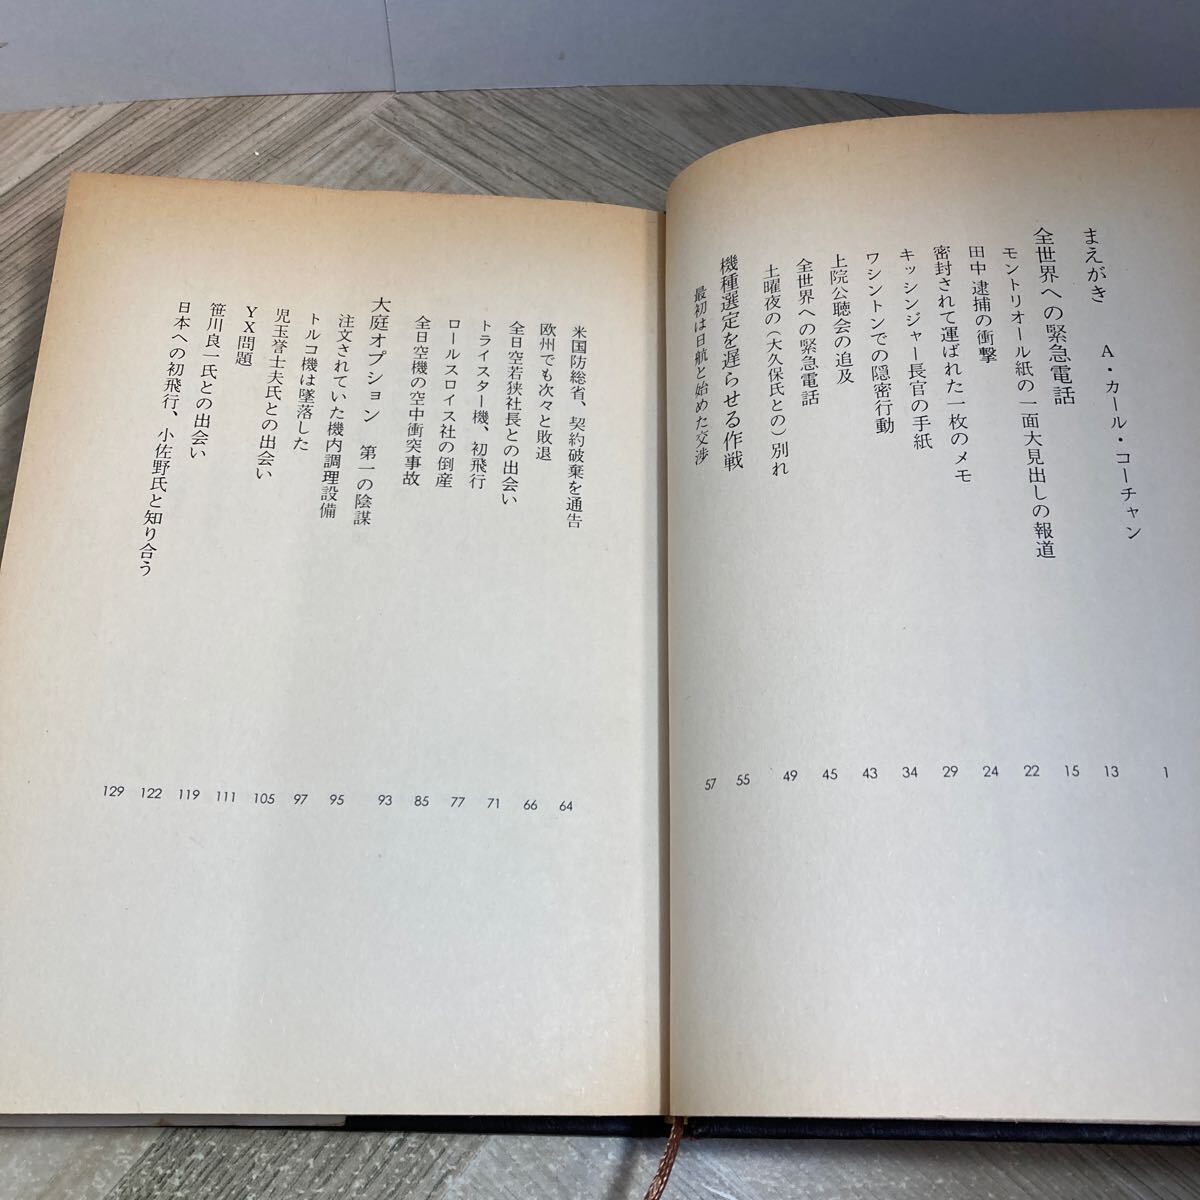 まえがき　A・カール・コーチャン 1
全世界への緊急電話 13
モントリオール紙の一面大見出しの報道 15
田中逮捕の衝撃 22
密封されて運ばれた一枚のメモ 24
キッシンジャー長官の手紙 29
ワシントンでの隠密行動 34
上院公聴会の追及 43
全世界への緊急電話 45
土曜夜の（大久保氏との）別れ 49
機種選定を遅らせる作戦 55
最初は日航と始めた交渉 57
米国防総省、契約破棄を通告 64
欧州でも次々と敗退 66
全日空若狭社長との出会い 71
トライスター機、初飛行 77
ロールスロイス社の倒産 85
全日空機の空中衝突事故 93
大庭オプション　第一の陰謀 95
注文されていた機内調理設備 97
トルコ機は墜落した 105
児玉誉士夫氏との出会い 111
YX問題 119
笹川良一氏との出会い 122
日本への初飛行、小佐野氏と知り合う 129